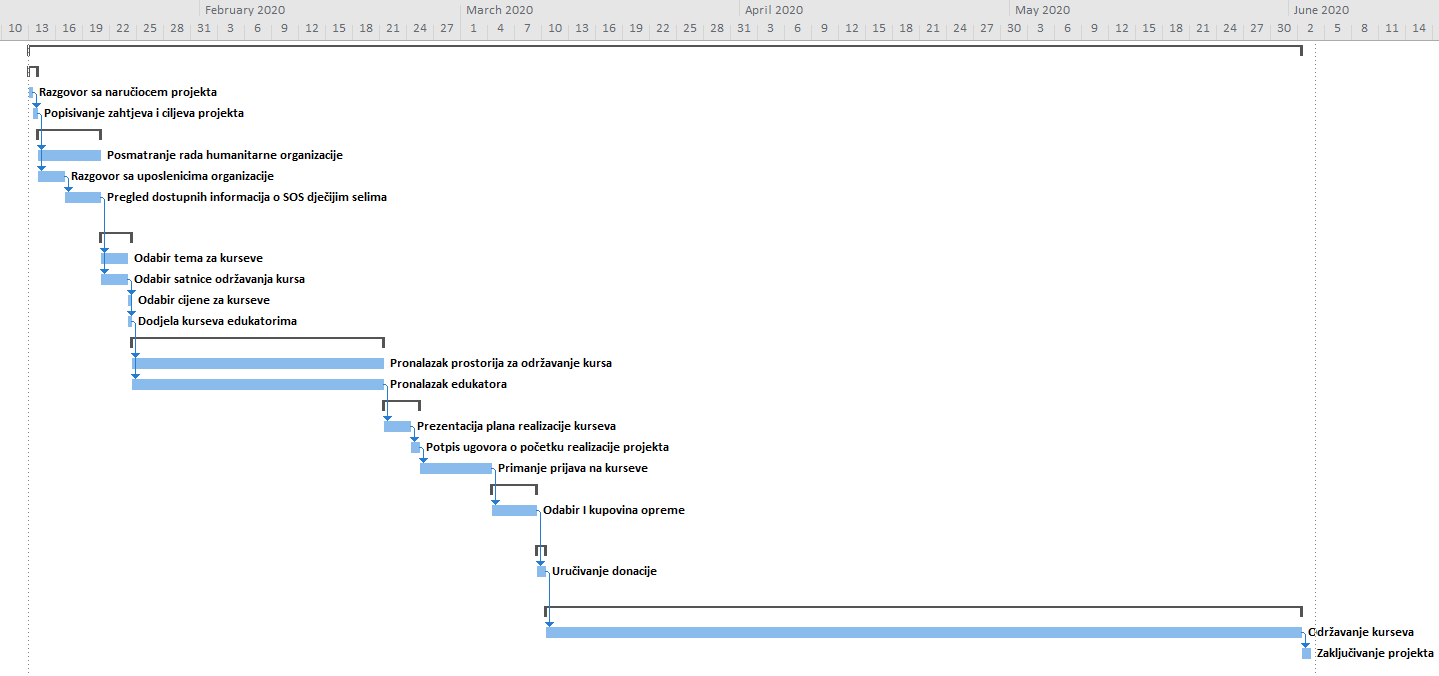 February 2020 March 2020 April 2020 May 2020 June 2020
10 13 16 19 22 25 28 31 3 6 9 12 15 18 21 24 27 1 4 7 10 13 16 19 22 25 28 31 3 6 9 12 15 18 21 24 27 30 3 6 9 12 15 18 21 24 27 30 2 5 8 11 14
Razgovor sa naručiocem projekta
Popisivanje zahtjeva i ciljeva projekta
Posmatranje rada humanitarne organizacije
Razgovor sa uposlenicima organizacije
Pregled dostupnih informacija o SOS dječijim selima
Odabir tema za kurseve
Odabir satnice održavanja kursa
Odabir cijene za kurseve
Dodjela kurseva edukatorima
Pronalazak prostorija za održavanje kursa
Pronalazak edukatora
Prezentacija plana realizacije kurseva
Potpis ugovora o početku realizacije projekta
Primanje prijava na kurseve
Odabir I kupovina opreme
Uručivanje donacije
Održavanje kurseva
Zaključivanje projekta